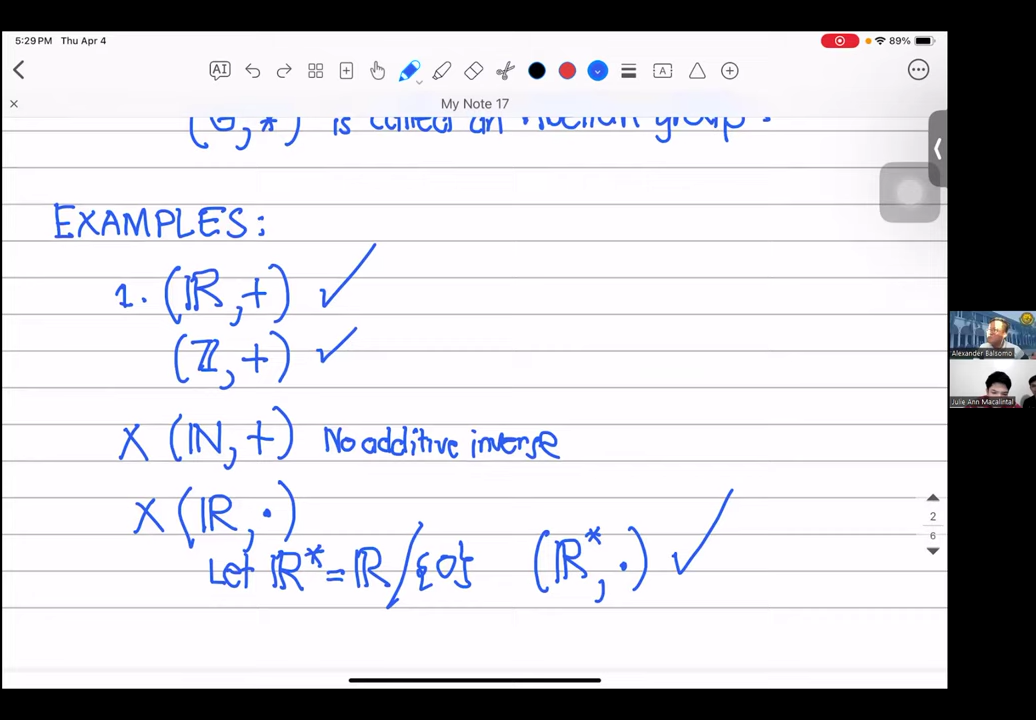 5:29 PM Thu Apr 4
89%
AI
A
My Note 17
(G,*) is called an Abelian group.
EXAMPLES:
1. (ℝ,+) ✓
(ℤ,+) ✓
X (ℕ,+) No additive inverse
X (ℝ,·)
Let ℝ* = ℝ/{0} (ℝ*,·) ✓
2
6
Alexander Balsomo
Julie Ann Macalintal